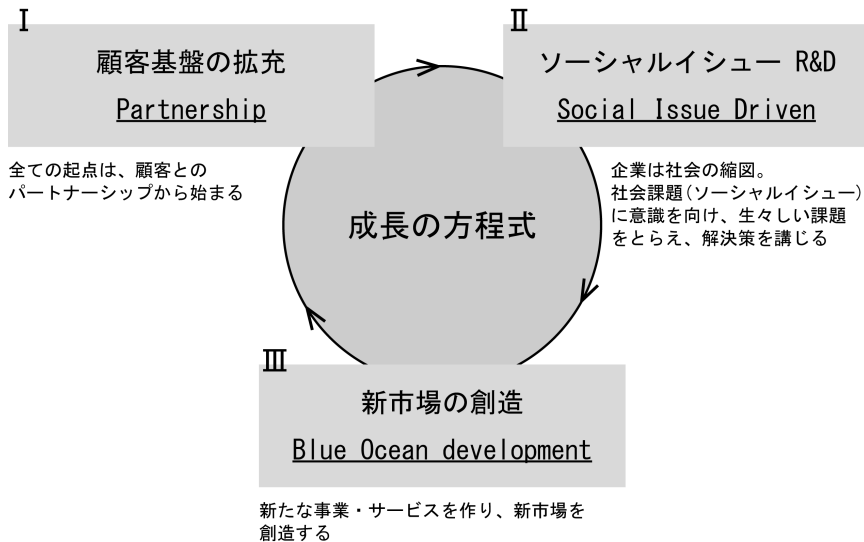 Ⅰ
顧客基盤の拡充
Partnership
全ての起点は、顧客との
パートナーシップから始まる
Ⅱ
ソーシャルイシュー R&D
Social Issue Driven
企業は社会の縮図。
社会課題(ソーシャルイシュー)
に意識を向け、生々しい課題
をとらえ、解決策を講じる
成長の方程式
Ⅲ
新市場の創造
Blue Ocean development
新たな事業・サービスを作り、新市場を
創造する